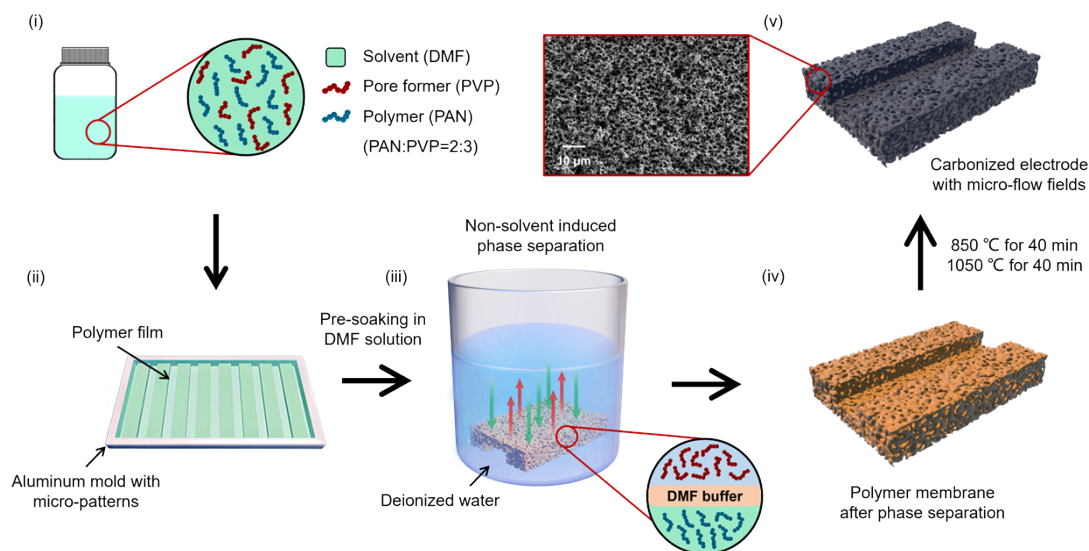 (i)
Solvent (DMF)
Pore former (PVP)
Polymer (PAN)
(PAN:PVP=2:3)
(ii)
Polymer film
Aluminum mold with
micro-patterns
Pre-soaking in
DMF solution
(iii)
Non-solvent induced
phase separation
Deionized water
DMF buffer
(iv)
Polymer membrane
after phase separation
850 ℃ for 40 min
1050 ℃ for 40 min
(v)
10 μm
Carbonized electrode
with micro-flow fields